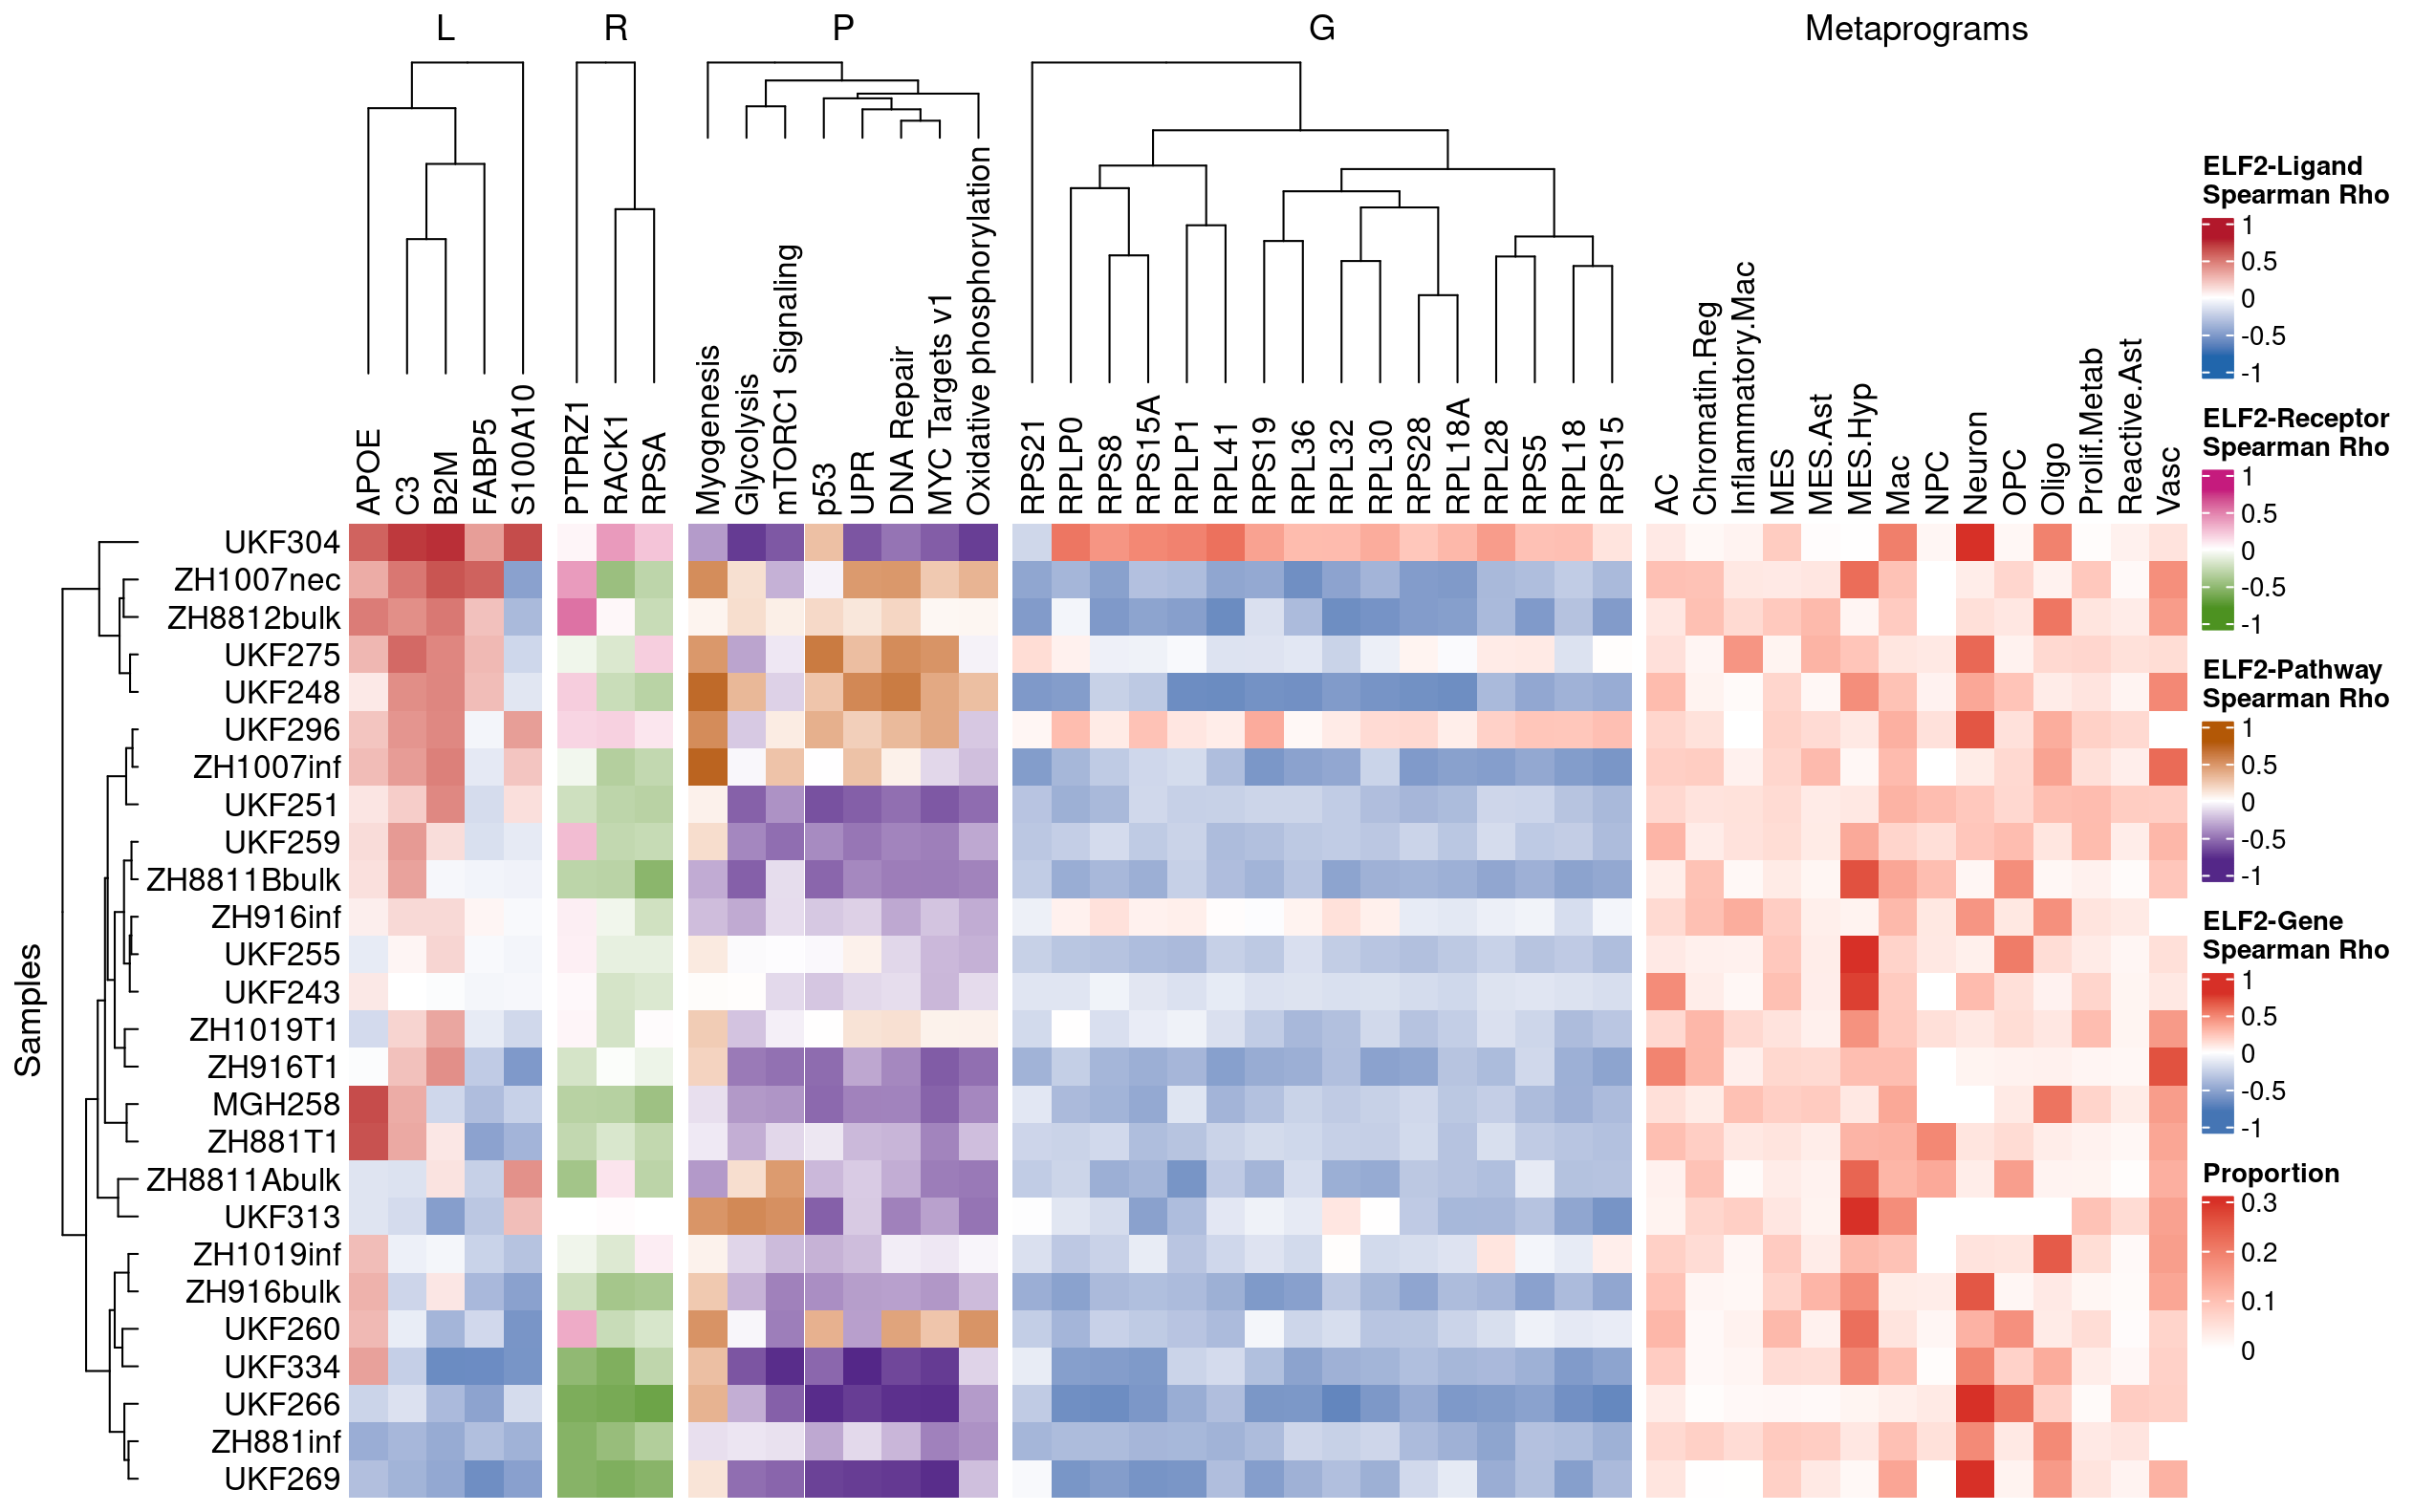 L R P G Metaprograms
APOE
C3
B2M
FABP5
S100A10
PTPRZ1
RACK1
RPSA
Myogenesis
Glycolysis
mTORC1 Signaling
p53
UPR
DNA Repair
MYC Targets v1
Oxidative phosphorylation
RPS21
RPLP0
RPS8
RPS15A
RPLP1
RPL41
RPS19
RPL36
RPL32
RPL30
RPS28
RPL18A
RPL28
RPS5
RPL18
RPS15
AC
Chromatin.Reg
Inflammatory.Mac
MES
MES.Ast
MES.Hyp
Mac
NPC
Neuron
OPC
Oligo
Prolif.Metab
Reactive.Ast
Vasc
Samples
UKF304
ZH1007nec
ZH8812bulk
UKF275
UKF248
UKF296
ZH1007inf
UKF251
UKF259
ZH8811Bbulk
ZH916inf
UKF255
UKF243
ZH1019T1
ZH916T1
MGH258
ZH881T1
ZH8811Abulk
UKF313
ZH1019inf
ZH916bulk
UKF260
UKF334
UKF266
ZH881inf
UKF269
ELF2-Ligand
Spearman Rho
1
0.5
0
-0.5
-1
ELF2-Receptor
Spearman Rho
1
0.5
0
-0.5
-1
ELF2-Pathway
Spearman Rho
1
0.5
0
-0.5
-1
ELF2-Gene
Spearman Rho
1
0.5
0
-0.5
-1
Proportion
0.3
0.2
0.1
0